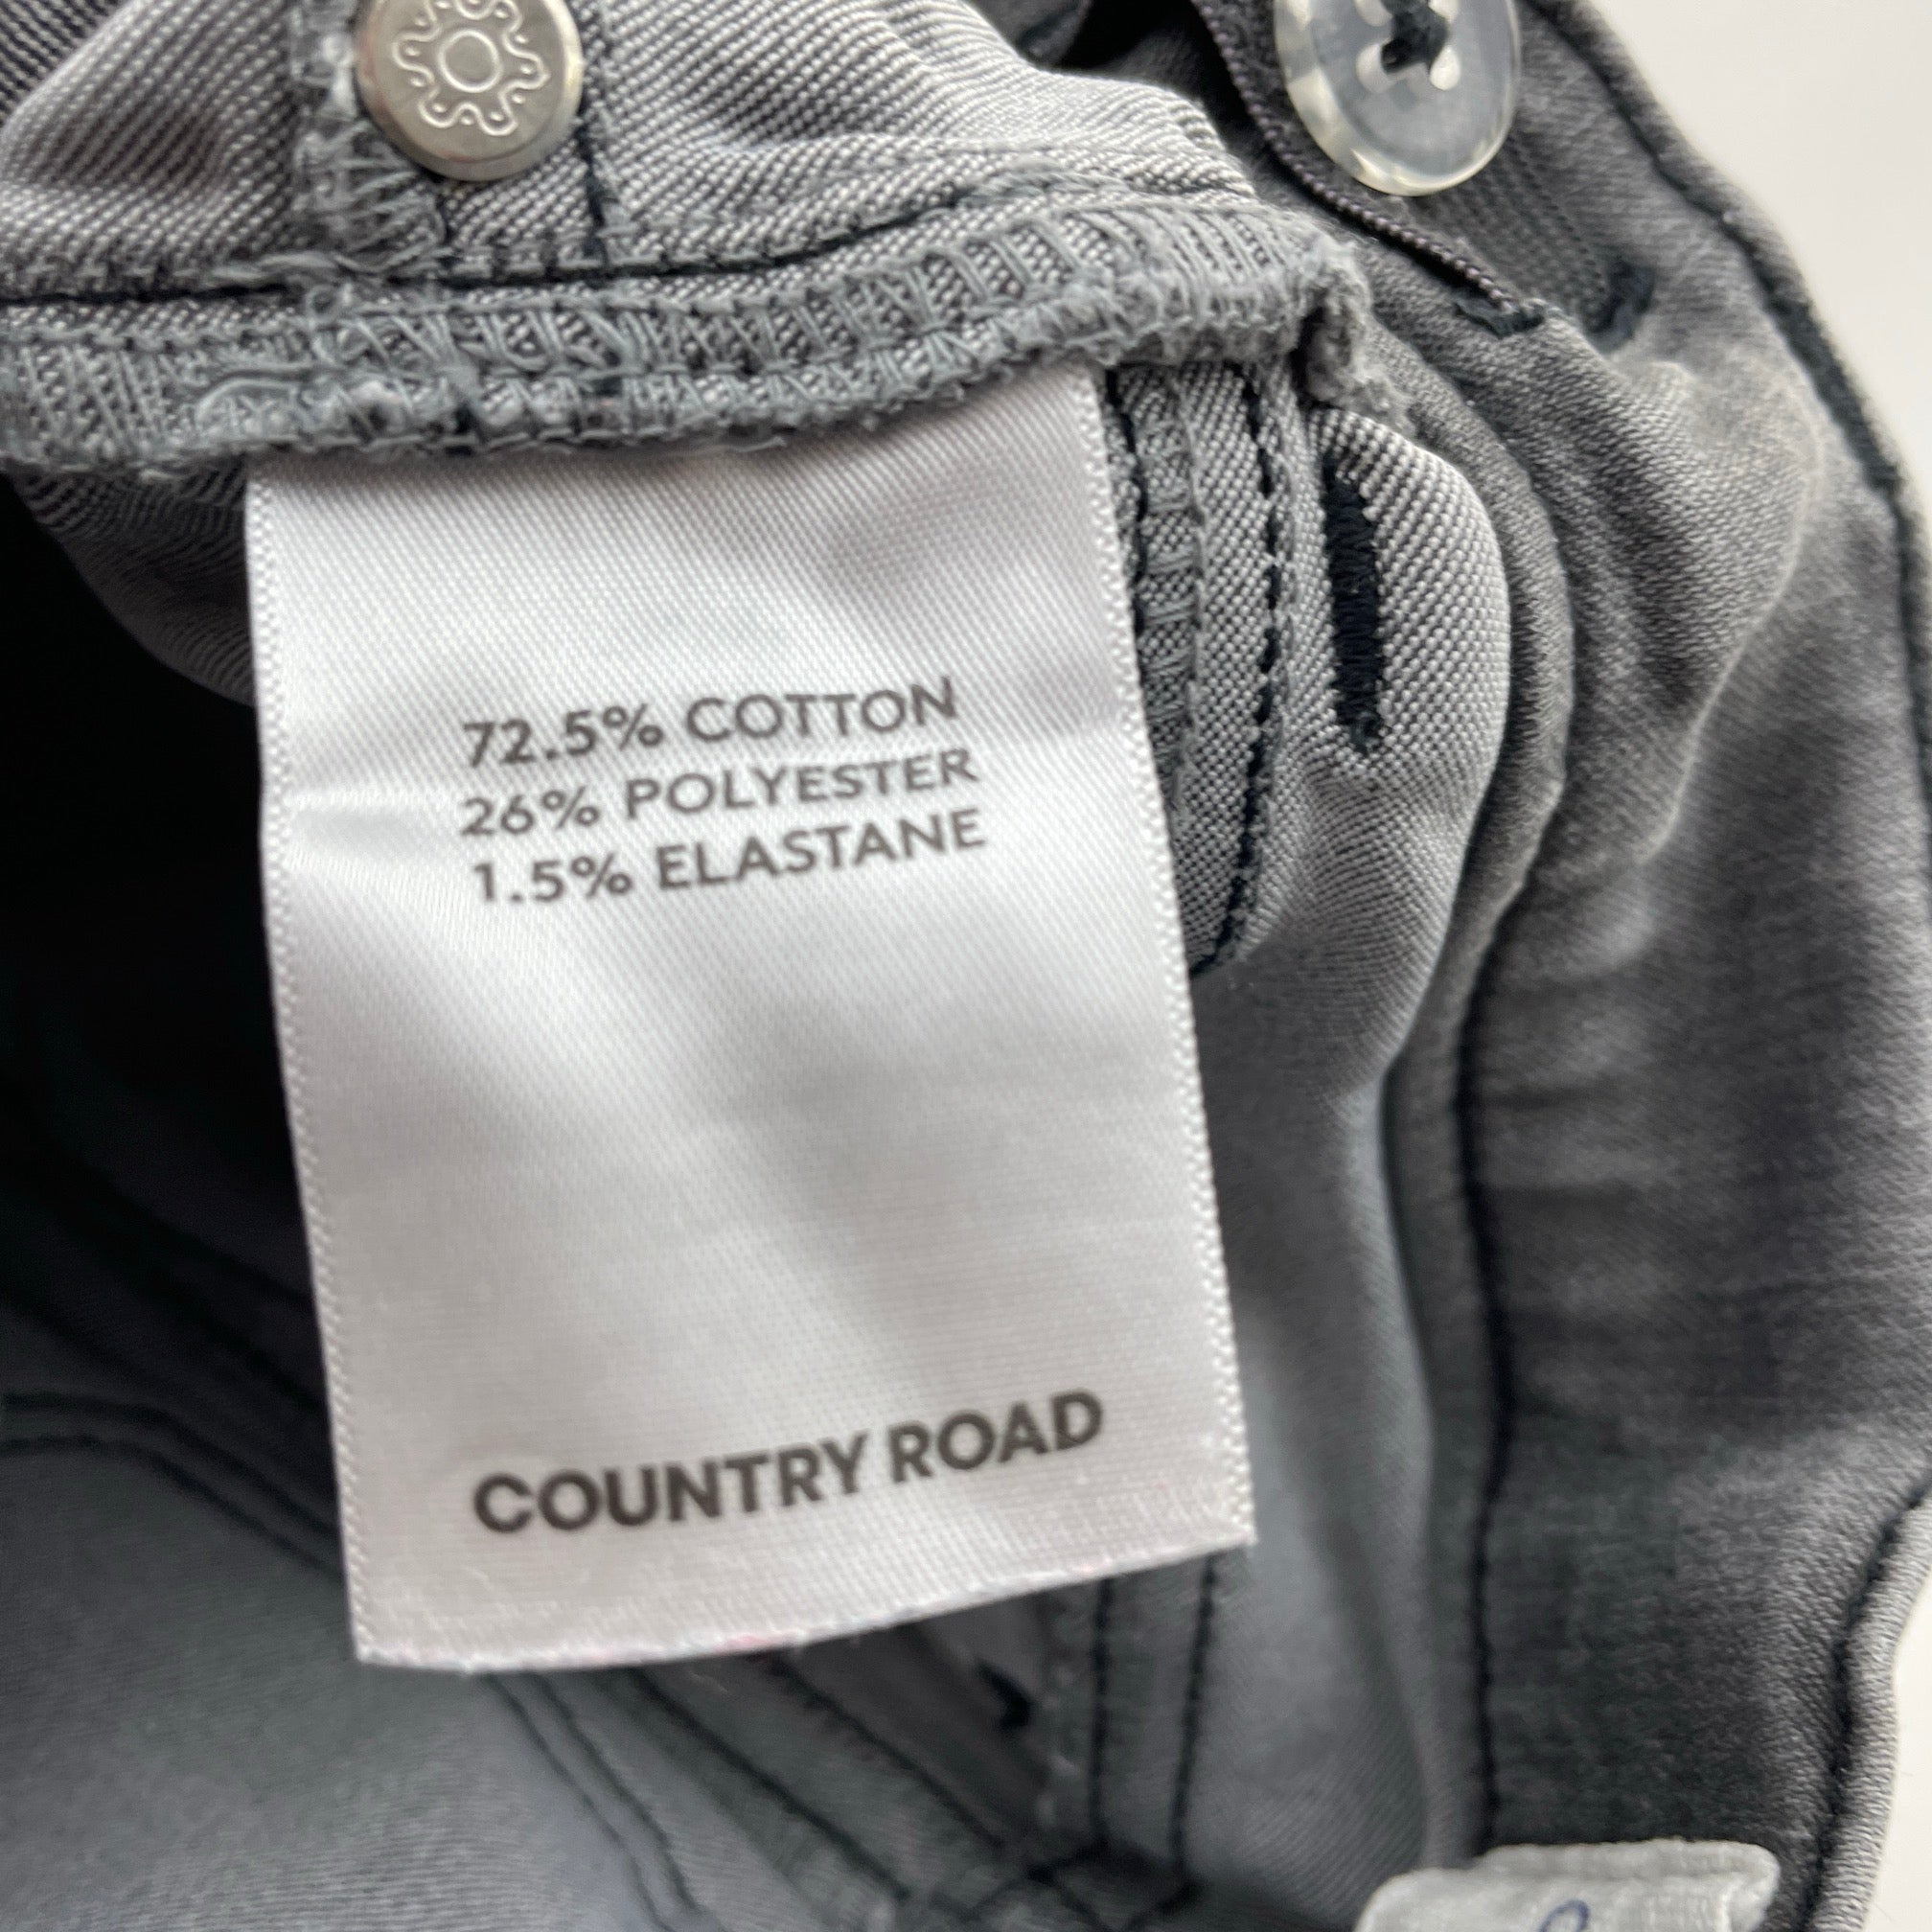 72.5% COTTON
26% POLYESTER
1.5% ELASTANE
COUNTRY ROAD